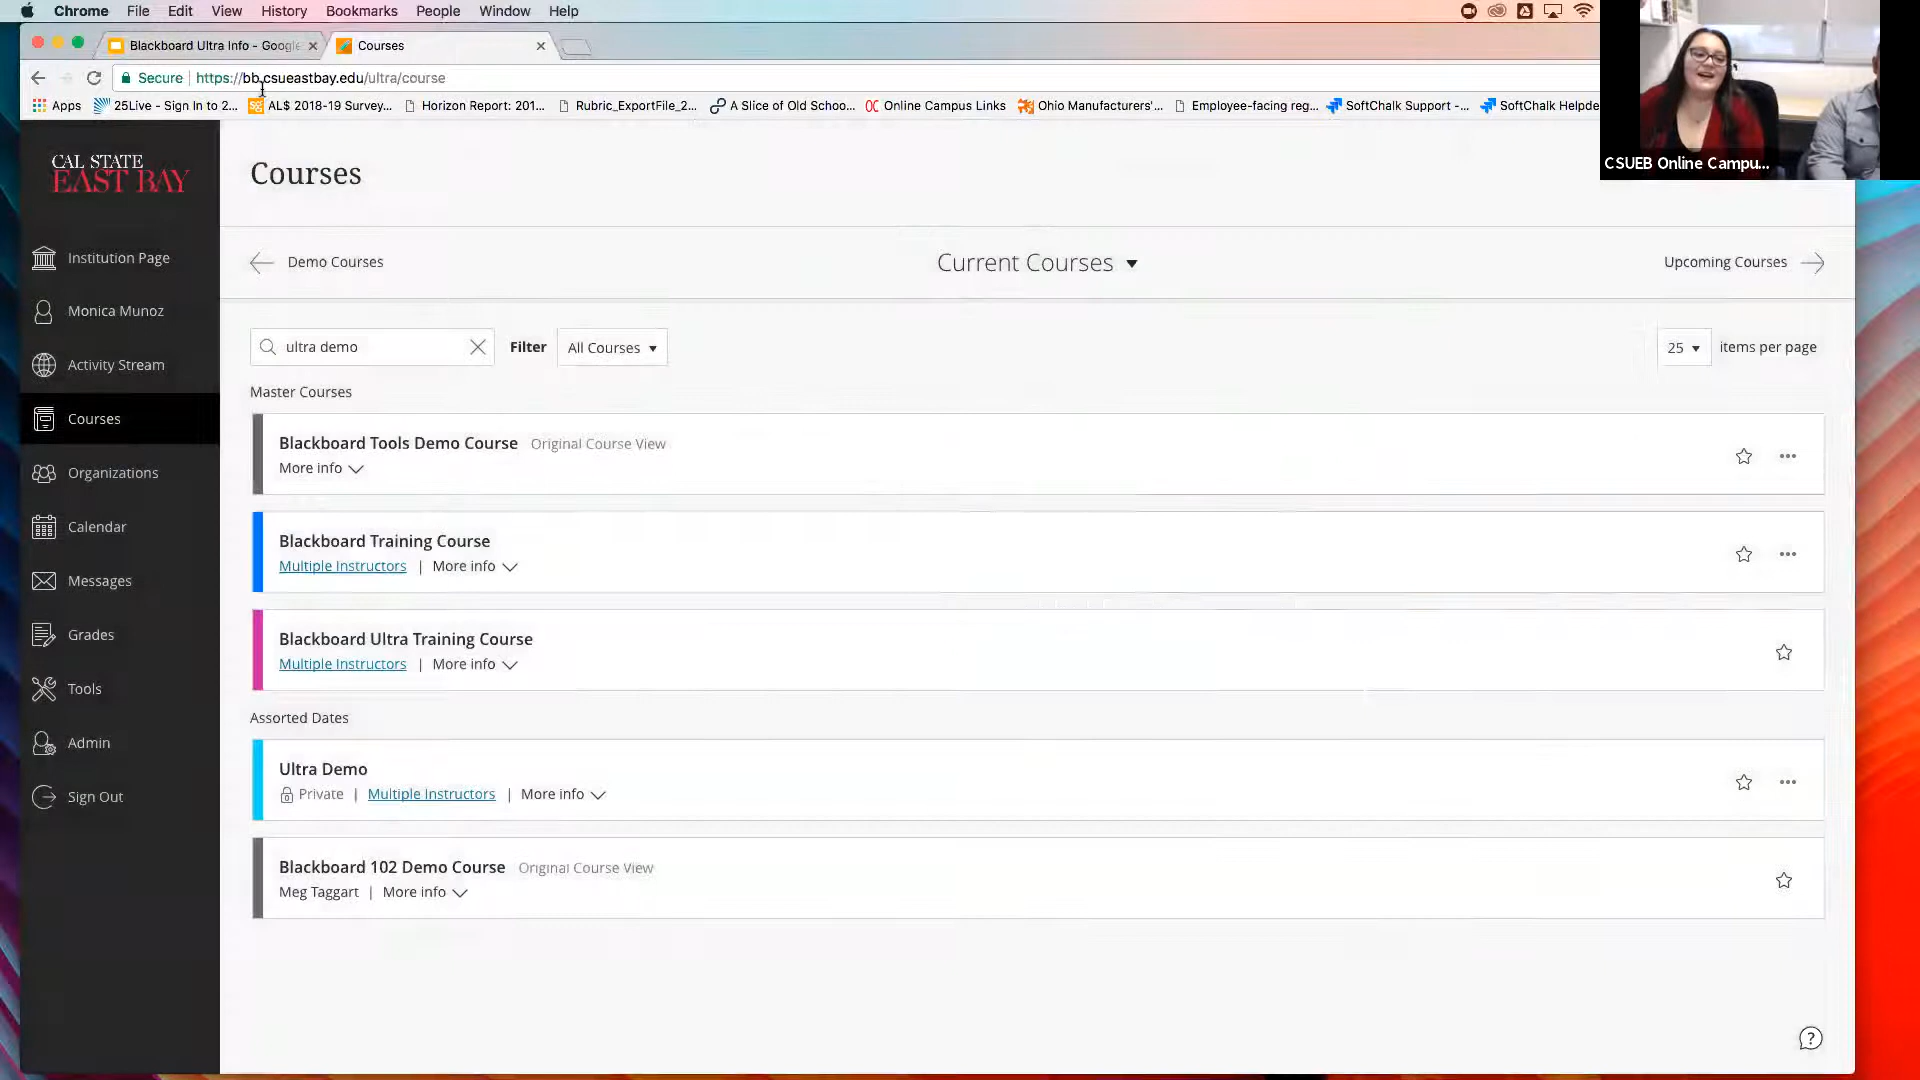 Chrome File Edit View History Bookmarks People Window Help
Blackboard Ultra Info - Google
Courses
Secure https://bb.csueastbay.edu/ultra/course
Apps 25Live - Sign In to 2... AL$ 2018-19 Survey... Horizon Report: 201... Rubric_ExportFile_2... A Slice of Old Schoo... Online Campus Links Ohio Manufacturers'... Employee-facing reg... SoftChalk Support -... SoftChalk Helpde
CSUEB Online Campu...
CAL STATE
EAST BAY
Institution Page
Monica Munoz
Activity Stream
Courses
Organizations
Calendar
Messages
Grades
Tools
Admin
Sign Out
Courses
Demo Courses
Current Courses
Upcoming Courses
ultra demo
Filter
All Courses
25
items per page
Master Courses
Blackboard Tools Demo Course Original Course View
More info
Blackboard Training Course
Multiple Instructors | More info
Blackboard Ultra Training Course
Multiple Instructors | More info
Assorted Dates
Ultra Demo
Private | Multiple Instructors | More info
Blackboard 102 Demo Course Original Course View
Meg Taggart | More info